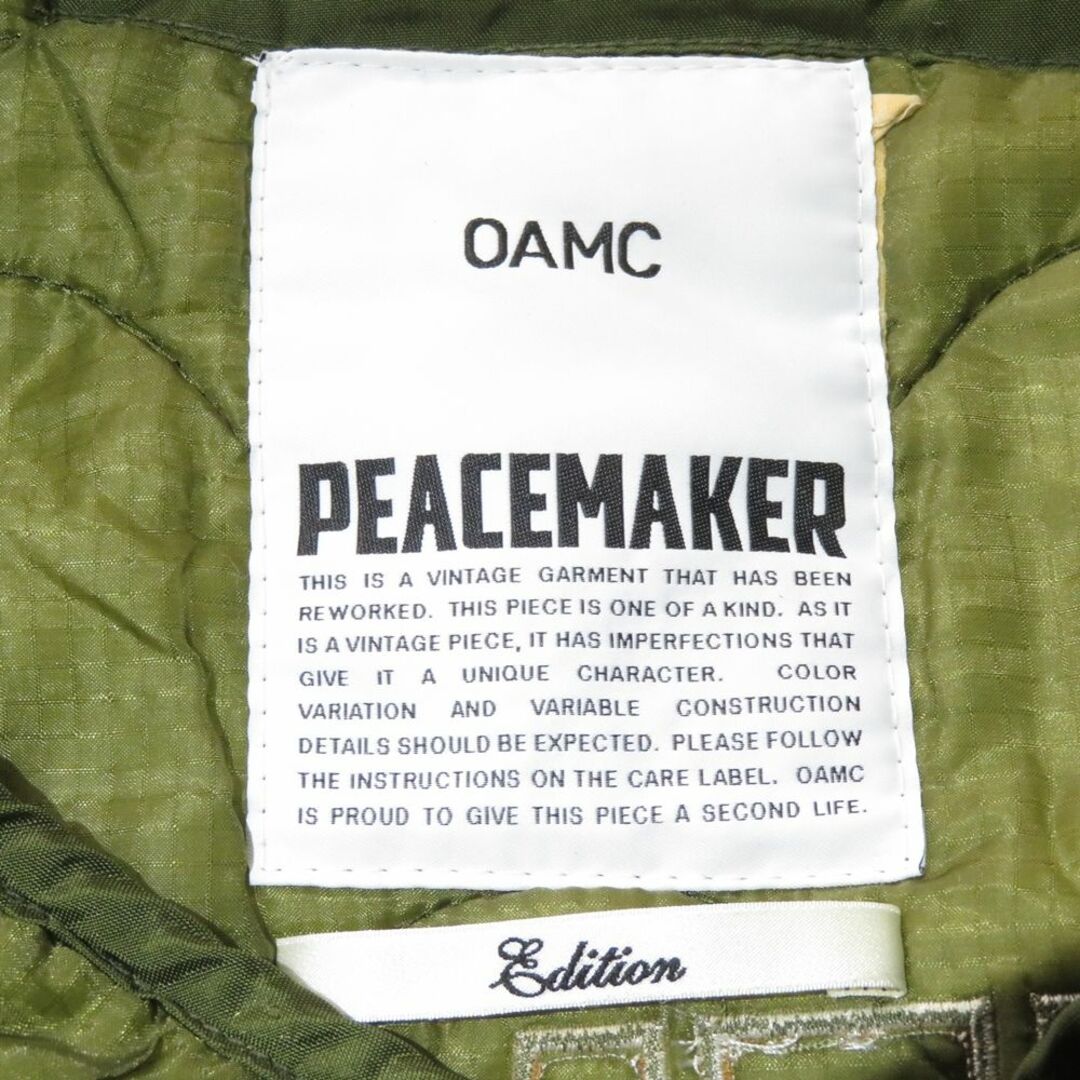 OAMC
PEACEMAKER
THIS IS A VINTAGE GARMENT THAT HAS BEEN
REWORKED. THIS PIECE IS ONE OF A KIND. AS IT
IS A VINTAGE PIECE, IT HAS IMPERFECTIONS THAT
GIVE IT A UNIQUE CHARACTER. COLOR
VARIATION AND VARIABLE CONSTRUCTION
DETAILS SHOULD BE EXPECTED. PLEASE FOLLOW
THE INSTRUCTIONS ON THE CARE LABEL. OAMC
IS PROUD TO GIVE THIS PIECE A SECOND LIFE.
Edition